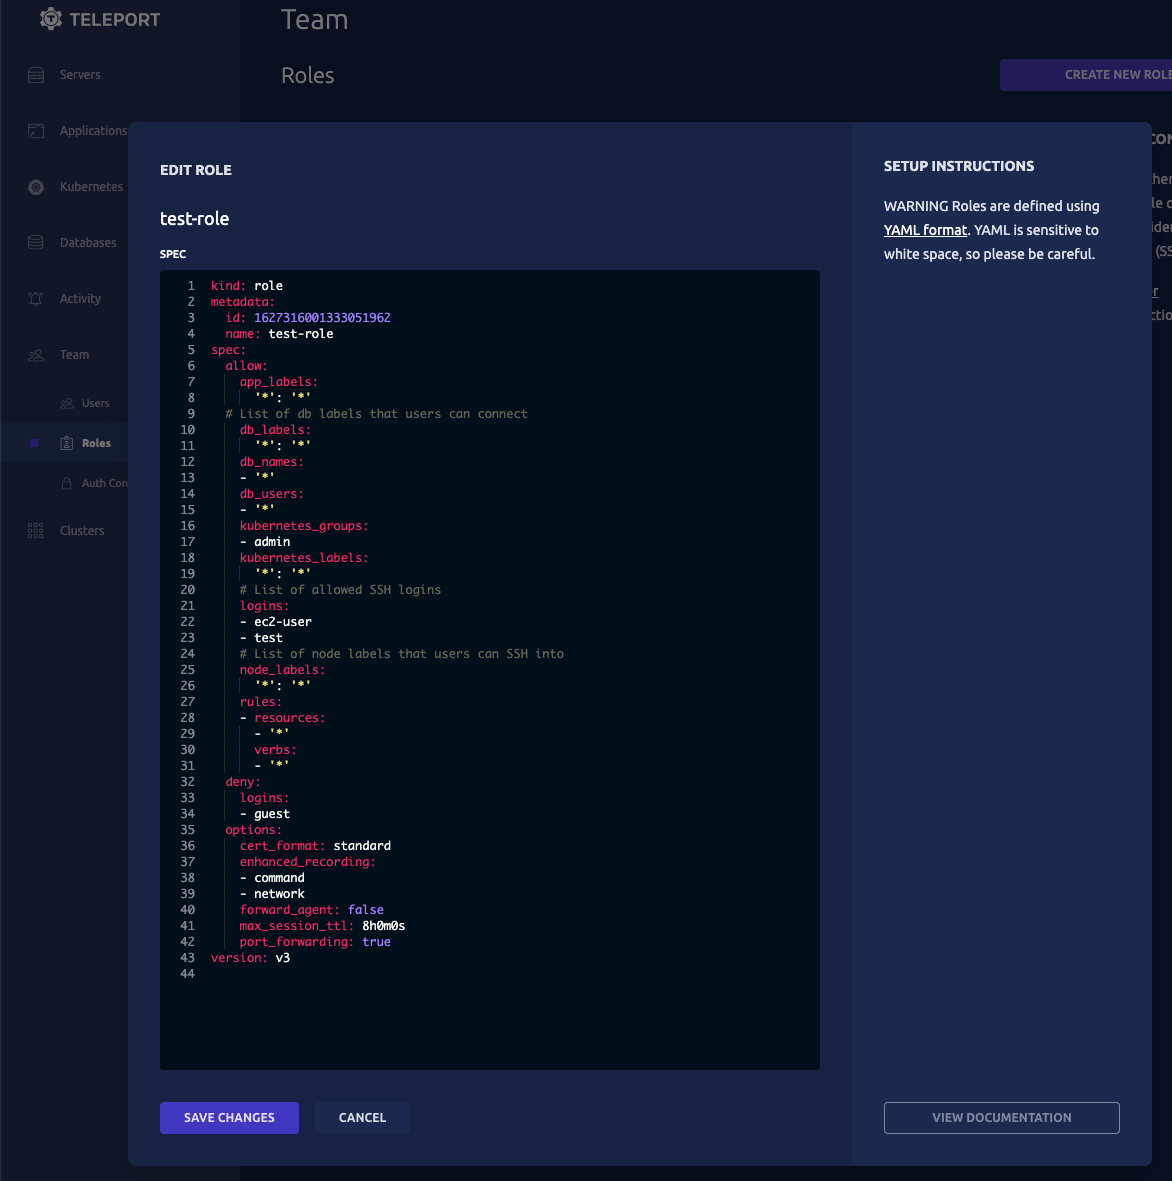 TELEPORT
Servers
Applications
Kubernetes
Databases
Activity
Team
Users
Roles
Auth Con
Clusters
Team
Roles
CREATE NEW ROLE
EDIT ROLE
test-role
SPEC
1 kind: role
2 metadata:
3   id: 1627316001333051962
4   name: test-role
5 spec:
6   allow:
7     app_labels:
8       '*': '*'
9   # List of db labels that users can connect
10     db_labels:
11       '*': '*'
12     db_names:
13     - '*'
14     db_users:
15     - '*'
16     kubernetes_groups:
17     - admin
18     kubernetes_labels:
19       '*': '*'
20     # List of allowed SSH logins
21     logins:
22     - ec2-user
23     - test
24     # List of node labels that users can SSH into
25     node_labels:
26       '*': '*'
27     rules:
28     - resources:
29       - '*'
30       verbs:
31       - '*'
32   deny:
33     logins:
34     - guest
35   options:
36     cert_format: standard
37     enhanced_recording:
38     - command
39     - network
40     forward_agent: false
41     max_session_ttl: 8h0m0s
42     port_forwarding: true
43 version: v3
44
SAVE CHANGES
CANCEL
SETUP INSTRUCTIONS
WARNING Roles are defined using
YAML format. YAML is sensitive to
white space, so please be careful.
VIEW DOCUMENTATION